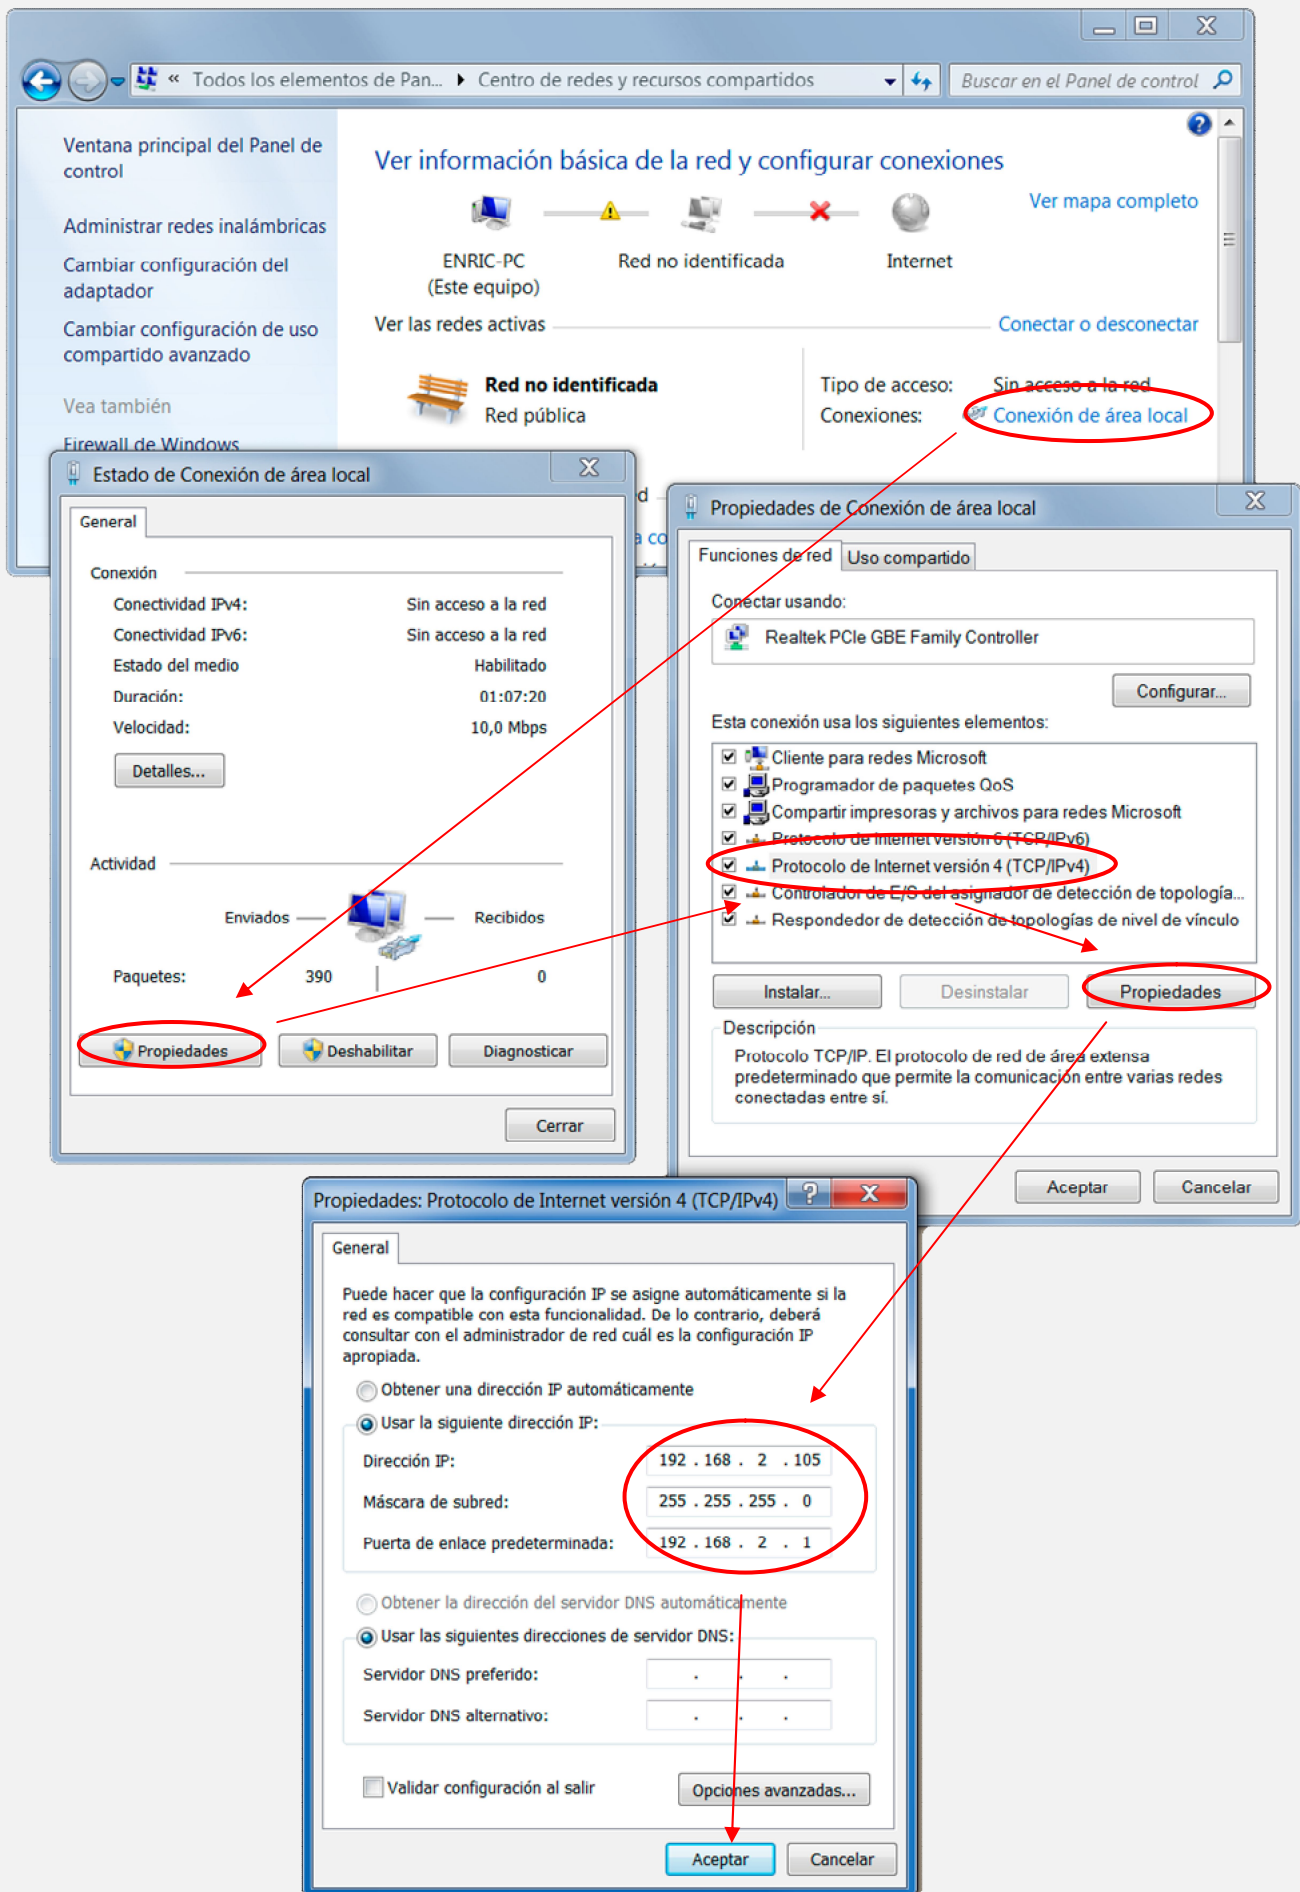 « Todos los elementos de Pan... Centro de redes y recursos compartidos
Buscar en el Panel de control
Ventana principal del Panel de
control
Administrar redes inalámbricas
Cambiar configuración del
adaptador
Cambiar configuración de uso
compartido avanzado
Vea también
Firewall de Windows
Ver información básica de la red y configurar conexiones
Ver mapa completo
ENRIC-PC
(Este equipo)
Red no identificada
Internet
Ver las redes activas
Conectar o desconectar
Red no identificada
Red pública
Tipo de acceso: Sin acceso a la red
Conexiones: Conexión de área local
Estado de Conexión de área local
General
Conexión
Conectividad IPv4: Sin acceso a la red
Conectividad IPv6: Sin acceso a la red
Estado del medio Habilitado
Duración: 01:07:20
Velocidad: 10,0 Mbps
Detalles...
Actividad
Enviados Recibidos
Paquetes: 390 0
Propiedades Deshabilitar Diagnosticar
Cerrar
Propiedades de Conexión de área local
Funciones de red Uso compartido
Conectar usando:
Realtek PCIe GBE Family Controller
Configurar...
Esta conexión usa los siguientes elementos:
Cliente para redes Microsoft
Programador de paquetes QoS
Compartir impresoras y archivos para redes Microsoft
Protocolo de Internet versión 6 (TCP/IPv6)
Protocolo de Internet versión 4 (TCP/IPv4)
Controlador de E/S del asignador de detección de topología...
Respondedor de detección de topologías de nivel de vínculo
Instalar... Desinstalar Propiedades
Descripción
Protocolo TCP/IP. El protocolo de red de área extensa
predeterminado que permite la comunicación entre varias redes
conectadas entre sí.
Aceptar Cancelar
Propiedades: Protocolo de Internet versión 4 (TCP/IPv4)
General
Puede hacer que la configuración IP se asigne automáticamente si la
red es compatible con esta funcionalidad. De lo contrario, deberá
consultar con el administrador de red cuál es la configuración IP
apropiada.
Obtener una dirección IP automáticamente
Usar la siguiente dirección IP:
Dirección IP: 192 . 168 . 2 . 105
Máscara de subred: 255 . 255 . 255 . 0
Puerta de enlace predeterminada: 192 . 168 . 2 . 1
Obtener la dirección del servidor DNS automáticamente
Usar las siguientes direcciones de servidor DNS:
Servidor DNS preferido: . . .
Servidor DNS alternativo: . . .
Validar configuración al salir
Opciones avanzadas...
Aceptar Cancelar